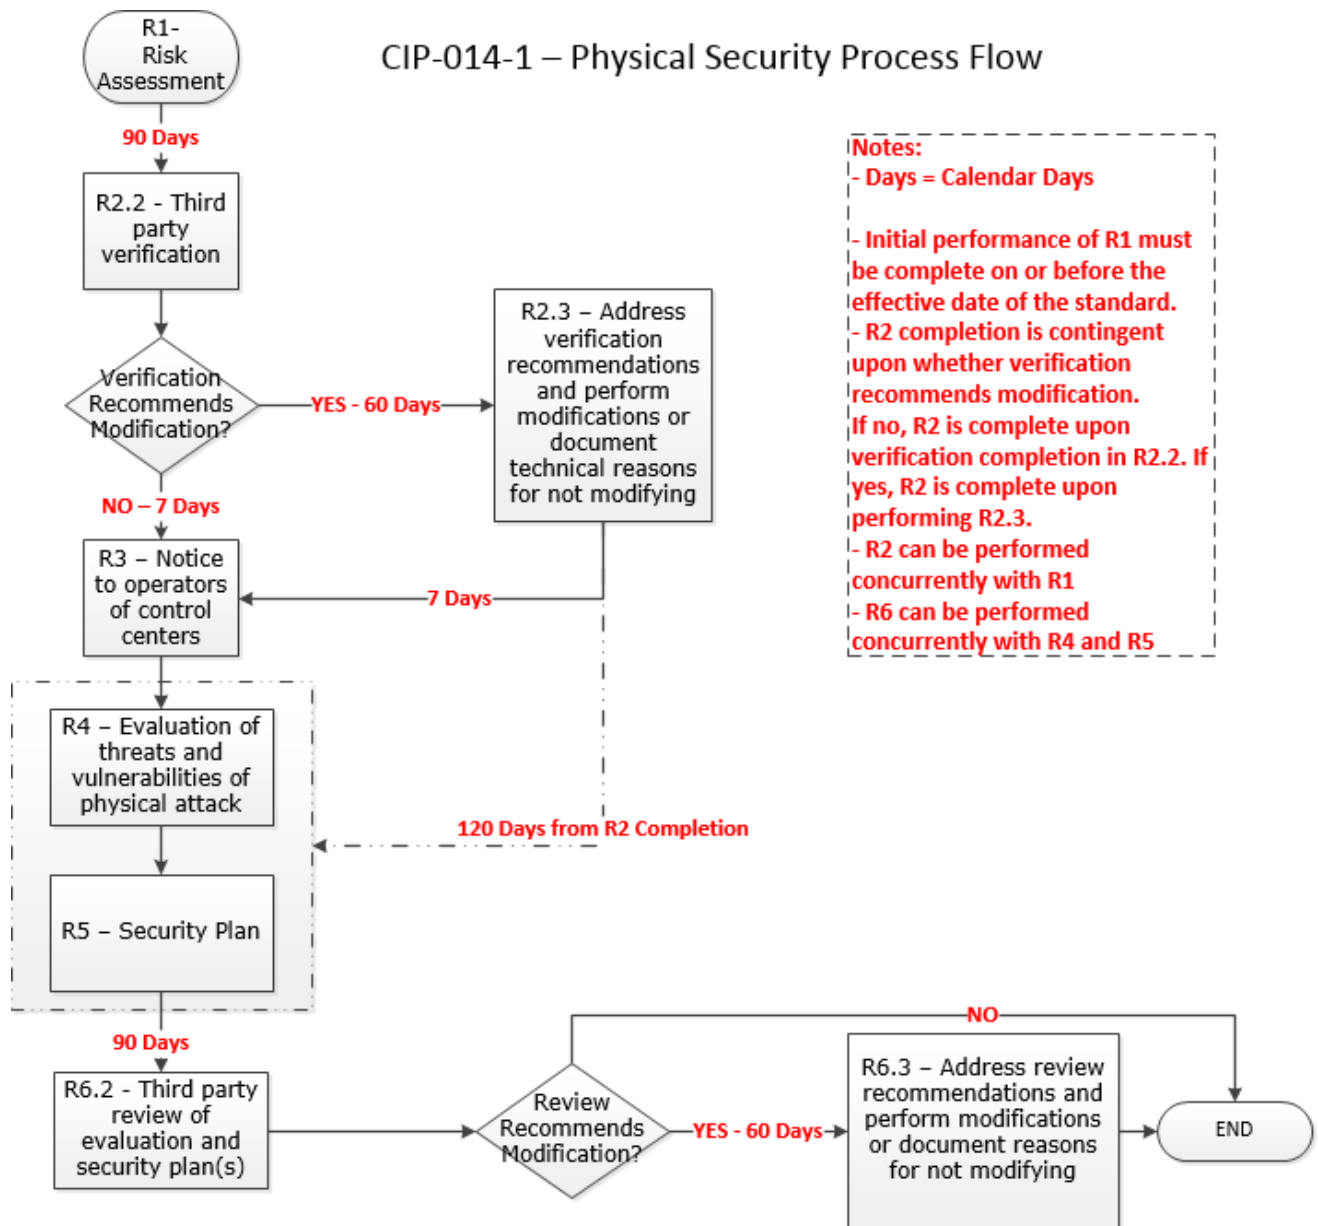 R1-
Risk
Assessment
CIP-014-1 – Physical Security Process Flow
90 Days
R2.2 - Third
party
verification
Notes:
- Days = Calendar Days
- Initial performance of R1 must
be complete on or before the
effective date of the standard.
- R2 completion is contingent
upon whether verification
recommends modification.
If no, R2 is complete upon
verification completion in R2.2. If
yes, R2 is complete upon
performing R2.3.
- R2 can be performed
concurrently with R1
- R6 can be performed
concurrently with R4 and R5
Verification
Recommends
Modification?
YES - 60 Days
R2.3 – Address
verification
recommendations
and perform
modifications or
document
technical reasons
for not modifying
NO – 7 Days
R3 – Notice
to operators
of control
centers
7 Days
R4 – Evaluation of
threats and
vulnerabilities of
physical attack
120 Days from R2 Completion
R5 – Security Plan
90 Days
R6.2 - Third party
review of
evaluation and
security plan(s)
Review
Recommends
Modification?
NO
YES - 60 Days
R6.3 – Address review
recommendations and
perform modifications
or document reasons
for not modifying
END